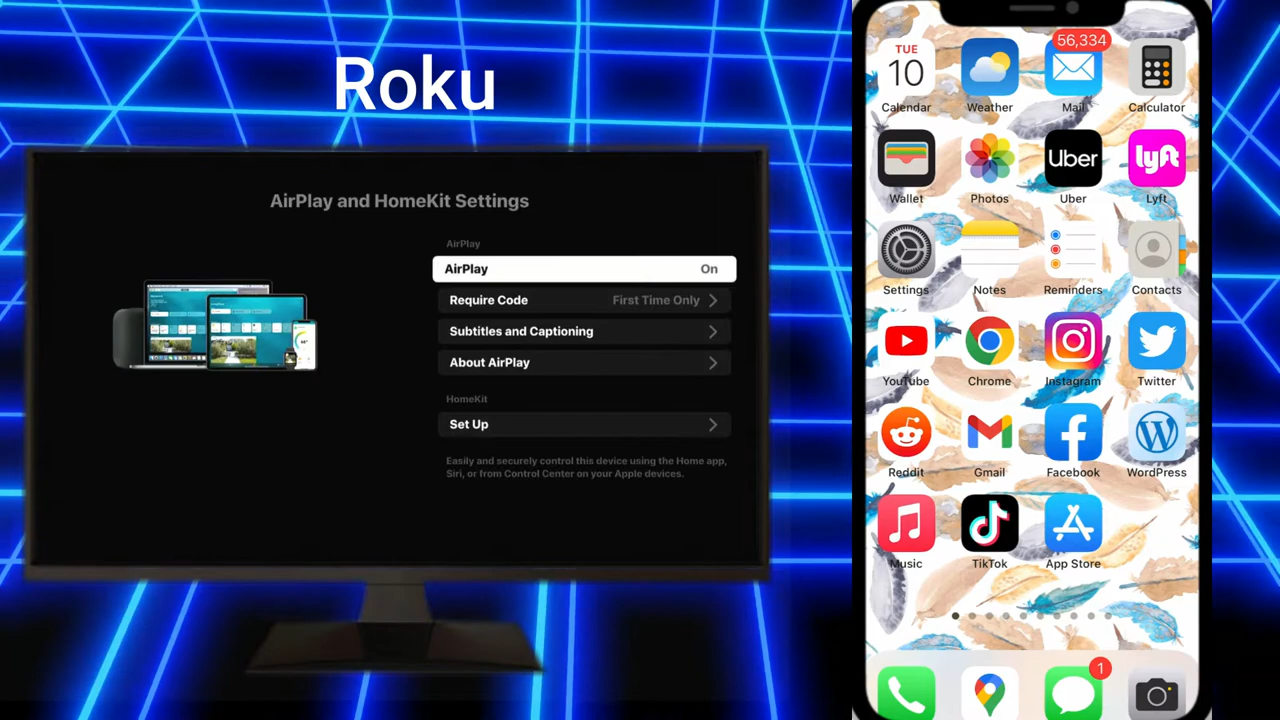 Roku
AirPlay and HomeKit Settings
AirPlay
AirPlay On
Require Code First Time Only
Subtitles and Captioning
About AirPlay
HomeKit
Set Up
Easily and securely control this device using the Home app,
Siri, or from Control Center on your Apple devices.
56,334
TUE
10
Calendar Weather Mail Calculator
Uber lyft
Wallet Photos Uber Lyft
Settings Notes Reminders Contacts
YouTube Chrome Instagram Twitter
Reddit Gmail Facebook WordPress
Music TikTok App Store
1